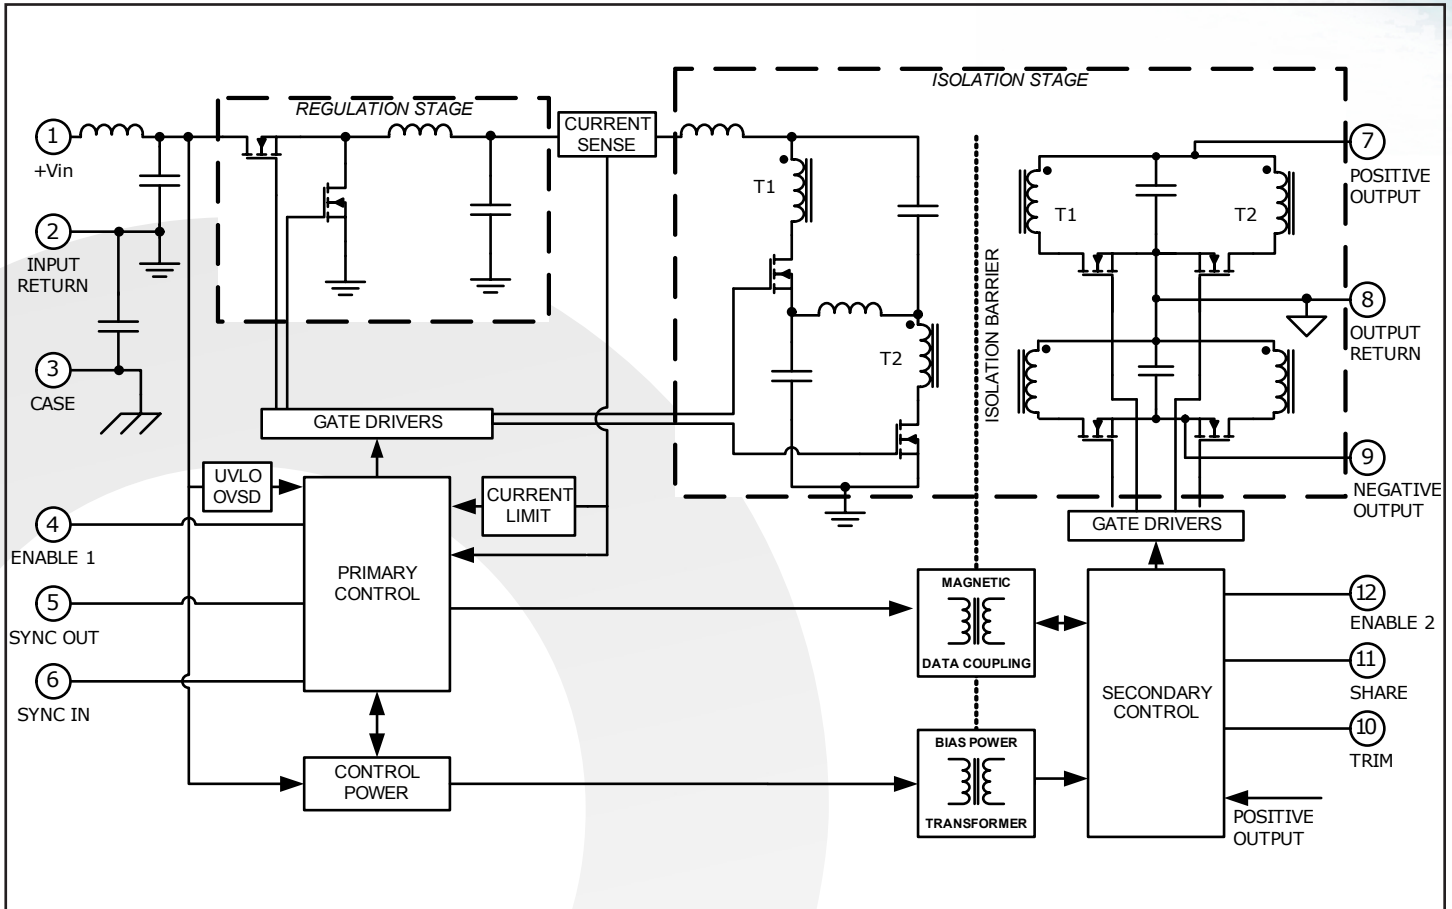 ISOLATION STAGE
REGULATION STAGE
1
+Vin
CURRENT
SENSE
7
POSITIVE
OUTPUT
T1
T1
T2
2
INPUT
RETURN
ISOLATION BARRIER
8
OUTPUT
RETURN
3
CASE
T2
GATE DRIVERS
9
NEGATIVE
OUTPUT
UVLO
OVSD
CURRENT
LIMIT
4
ENABLE 1
GATE DRIVERS
PRIMARY
CONTROL
MAGNETIC
DATA COUPLING
5
SYNC OUT
12
ENABLE 2
6
SYNC IN
11
SHARE
SECONDARY
CONTROL
10
TRIM
CONTROL
POWER
BIAS POWER
TRANSFORMER
POSITIVE
OUTPUT